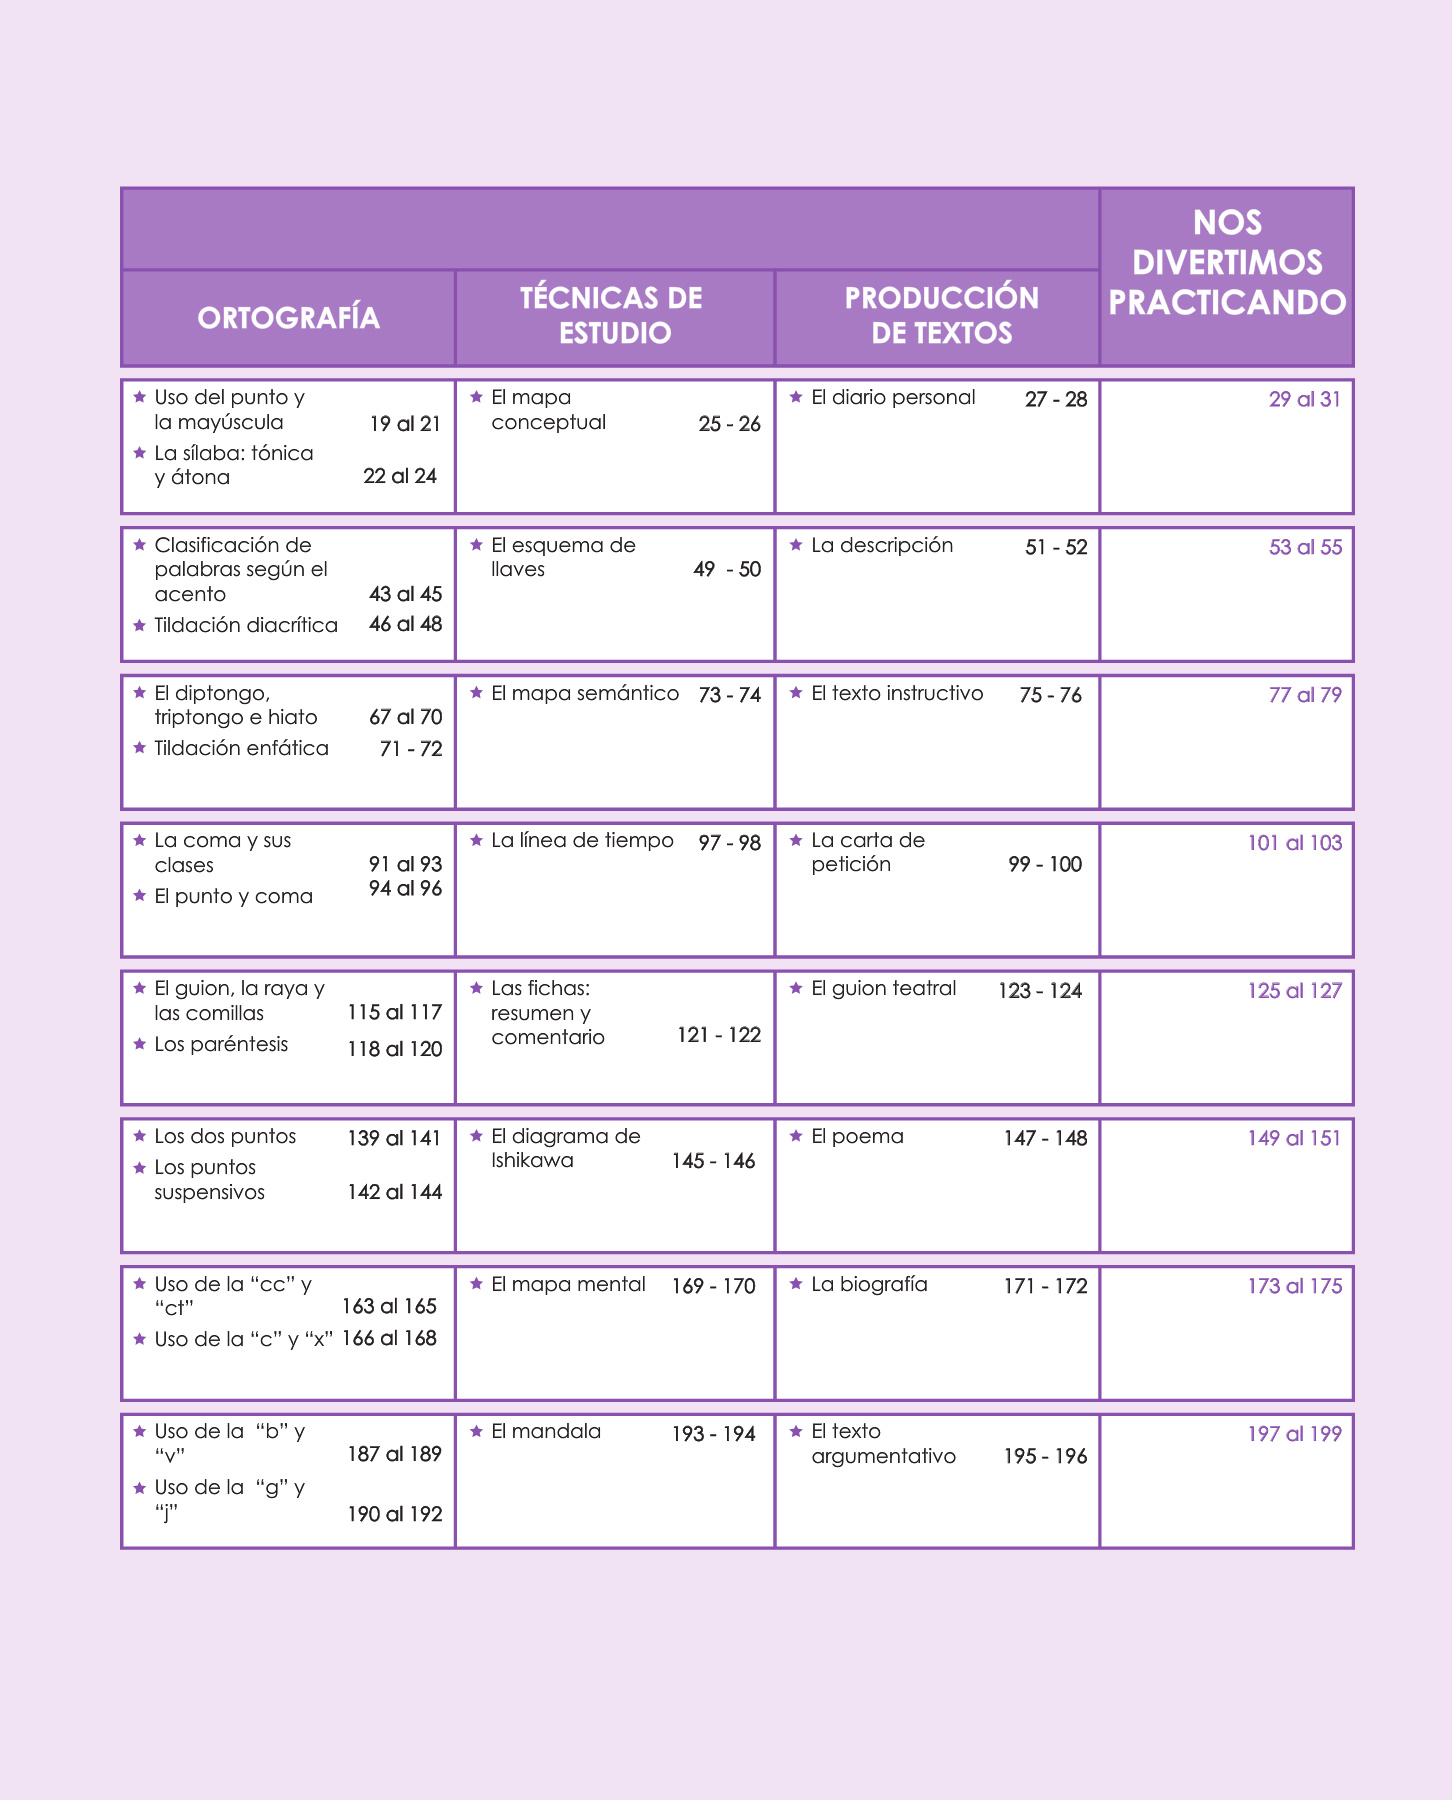 NOS
DIVERTIMOS
PRACTICANDO
ORTOGRAFÍA
TÉCNICAS DE
ESTUDIO
PRODUCCIÓN
DE TEXTOS
Uso del punto y
la mayúscula 19 al 21
La sílaba: tónica
y átona 22 al 24
El mapa
conceptual 25 - 26
El diario personal 27 - 28
29 al 31
Clasificación de
palabras según el
acento 43 al 45
Tildación diacrítica 46 al 48
El esquema de
llaves 49 - 50
La descripción 51 - 52
53 al 55
El diptongo,
triptongo e hiato 67 al 70
Tildación enfática 71 - 72
El mapa semántico 73 - 74
El texto instructivo 75 - 76
77 al 79
La coma y sus
clases 91 al 93
El punto y coma 94 al 96
La línea de tiempo 97 - 98
La carta de
petición 99 - 100
101 al 103
El guion, la raya y
las comillas 115 al 117
Los paréntesis 118 al 120
Las fichas:
resumen y
comentario 121 - 122
El guion teatral 123 - 124
125 al 127
Los dos puntos 139 al 141
Los puntos
suspensivos 142 al 144
El diagrama de
Ishikawa 145 - 146
El poema 147 - 148
149 al 151
Uso de la “cc” y
“ct” 163 al 165
Uso de la “c” y “x” 166 al 168
El mapa mental 169 - 170
La biografía 171 - 172
173 al 175
Uso de la “b” y
“v” 187 al 189
Uso de la “g” y
“j” 190 al 192
El mandala 193 - 194
El texto
argumentativo 195 - 196
197 al 199